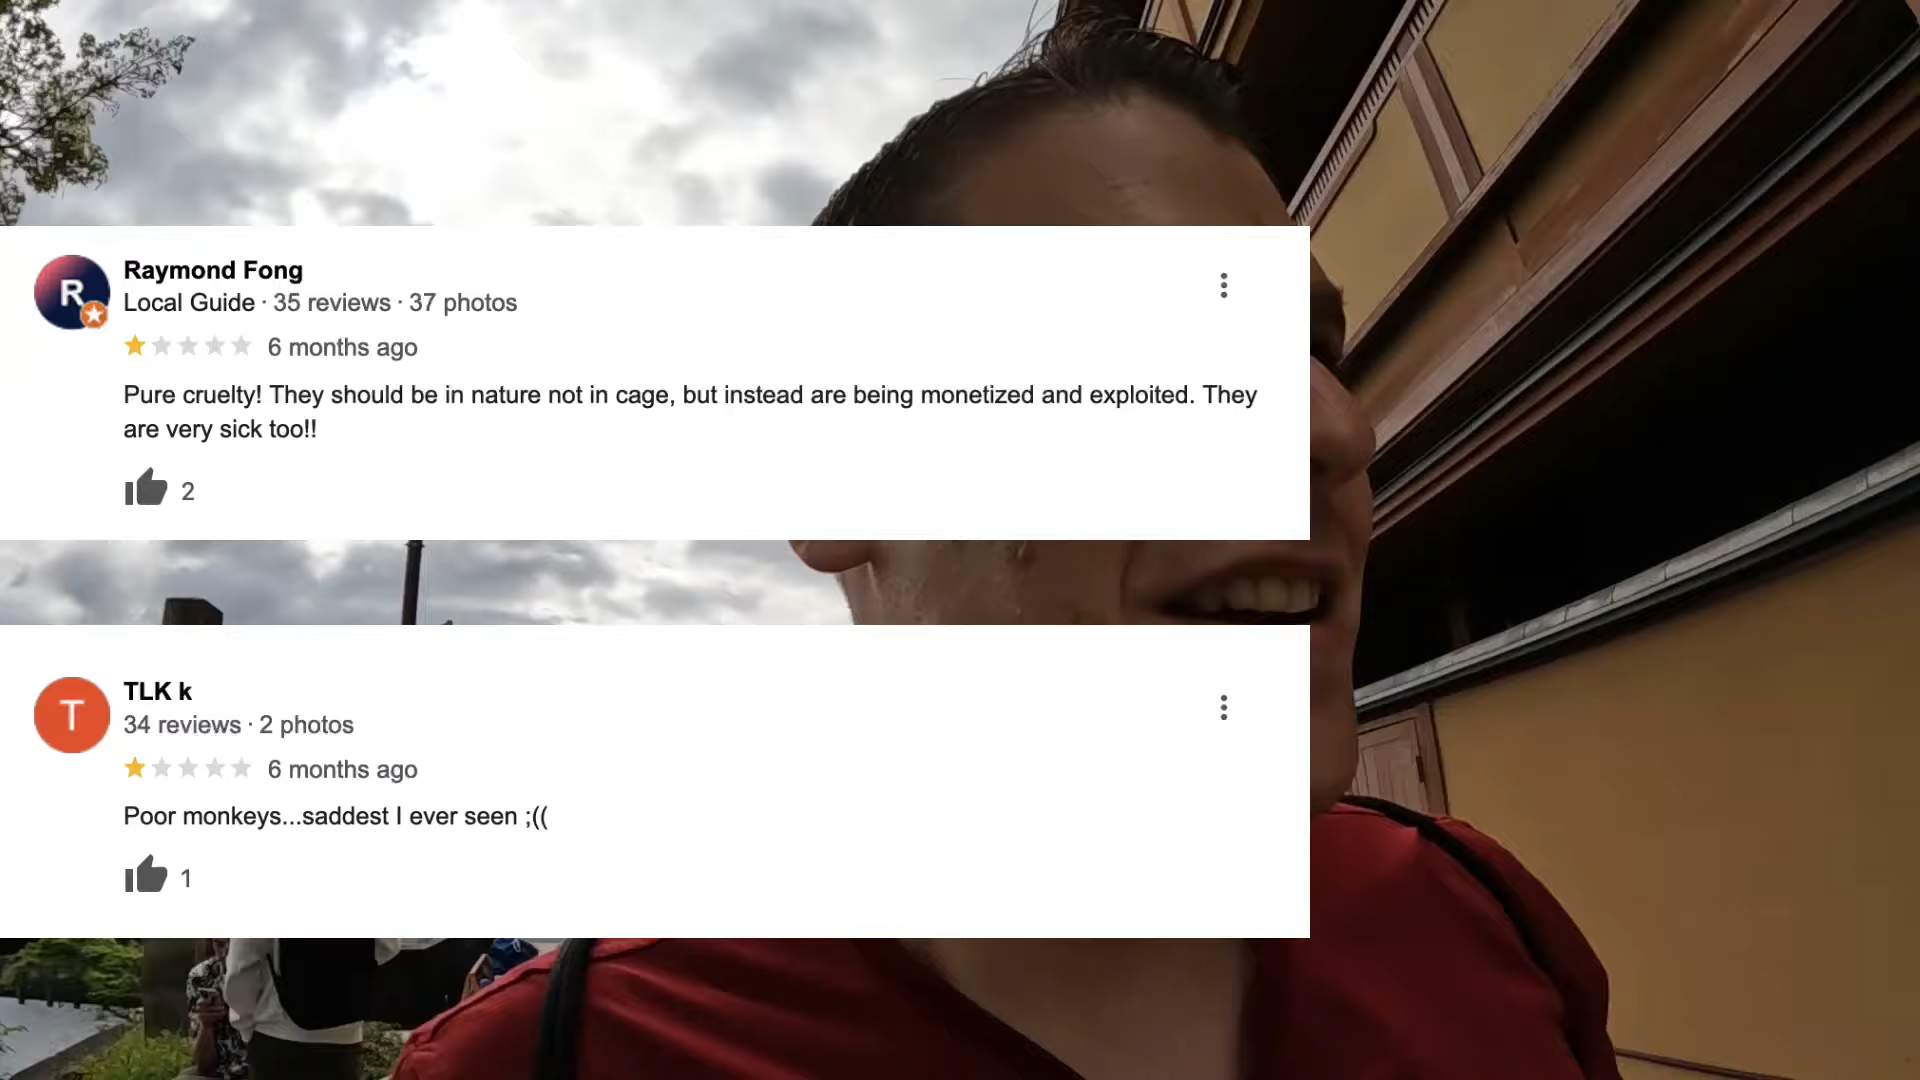 R
Raymond Fong
Local Guide · 35 reviews · 37 photos
6 months ago
Pure cruelty! They should be in nature not in cage, but instead are being monetized and exploited. They
are very sick too!!
2
T
TLK k
34 reviews · 2 photos
6 months ago
Poor monkeys...saddest I ever seen ;((
1